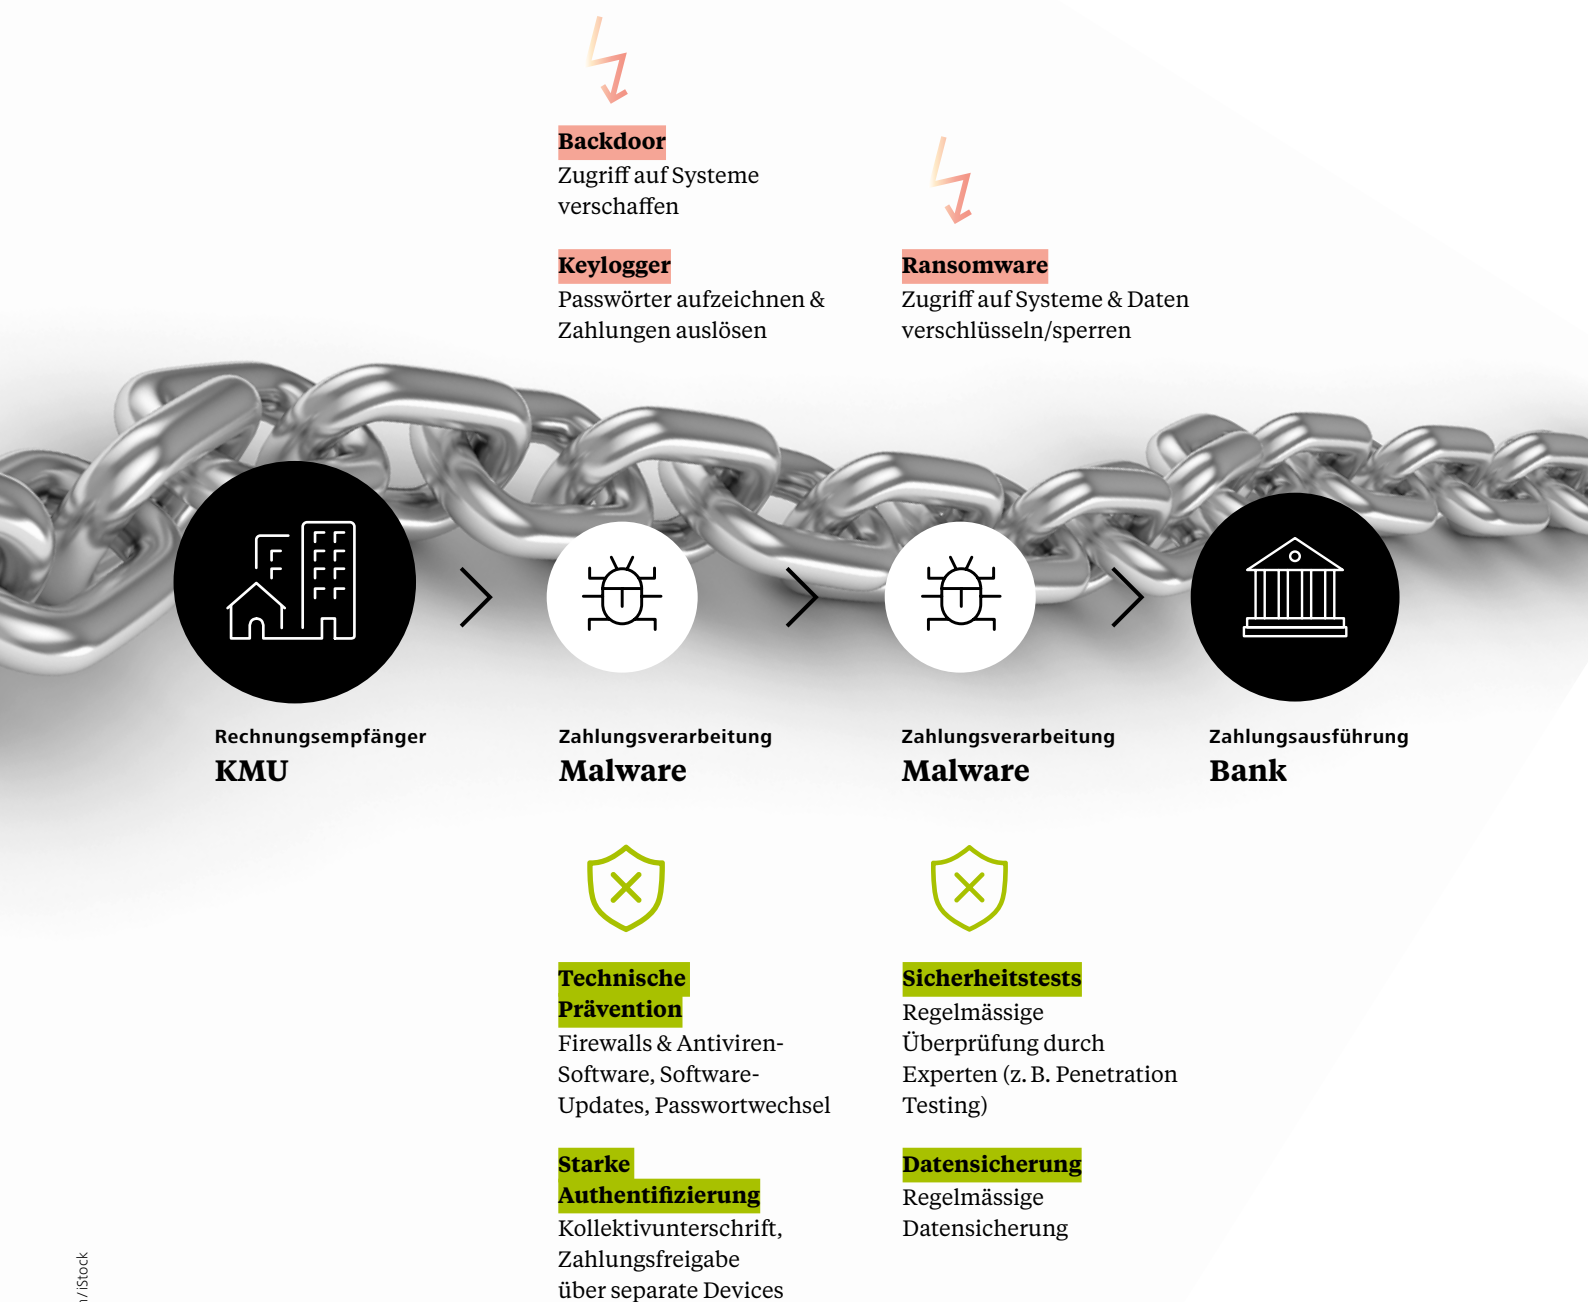 Backdoor
Zugriff auf Systeme
verschaffen
Keylogger
Passwörter aufzeichnen &
Zahlungen auslösen
Ransomware
Zugriff auf Systeme & Daten
verschlüsseln/sperren
Rechnungsempfänger
KMU
Zahlungsverarbeitung
Malware
Zahlungsverarbeitung
Malware
Zahlungsausführung
Bank
Technische
Prävention
Firewalls & Antiviren-
Software, Software-
Updates, Passwortwechsel
Starke
Authentifizierung
Kollektivunterschrift,
Zahlungsfreigabe
über separate Devices
Sicherheitstests
Regelmässige
Überprüfung durch
Experten (z. B. Penetration
Testing)
Datensicherung
Regelmässige
Datensicherung
/ iStock